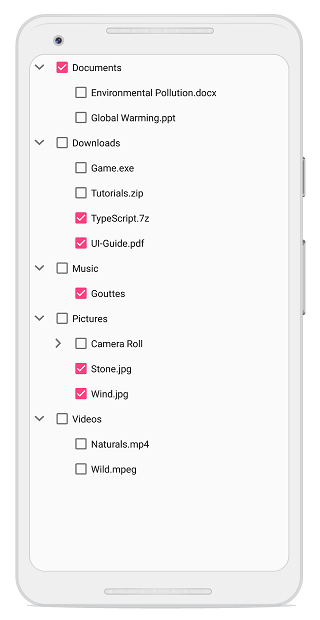 Documents
Environmental Pollution.docx
Global Warming.ppt
Downloads
Game.exe
Tutorials.zip
TypeScript.7z
UI-Guide.pdf
Music
Gouttes
Pictures
Camera Roll
Stone.jpg
Wind.jpg
Videos
Naturals.mp4
Wild.mpeg